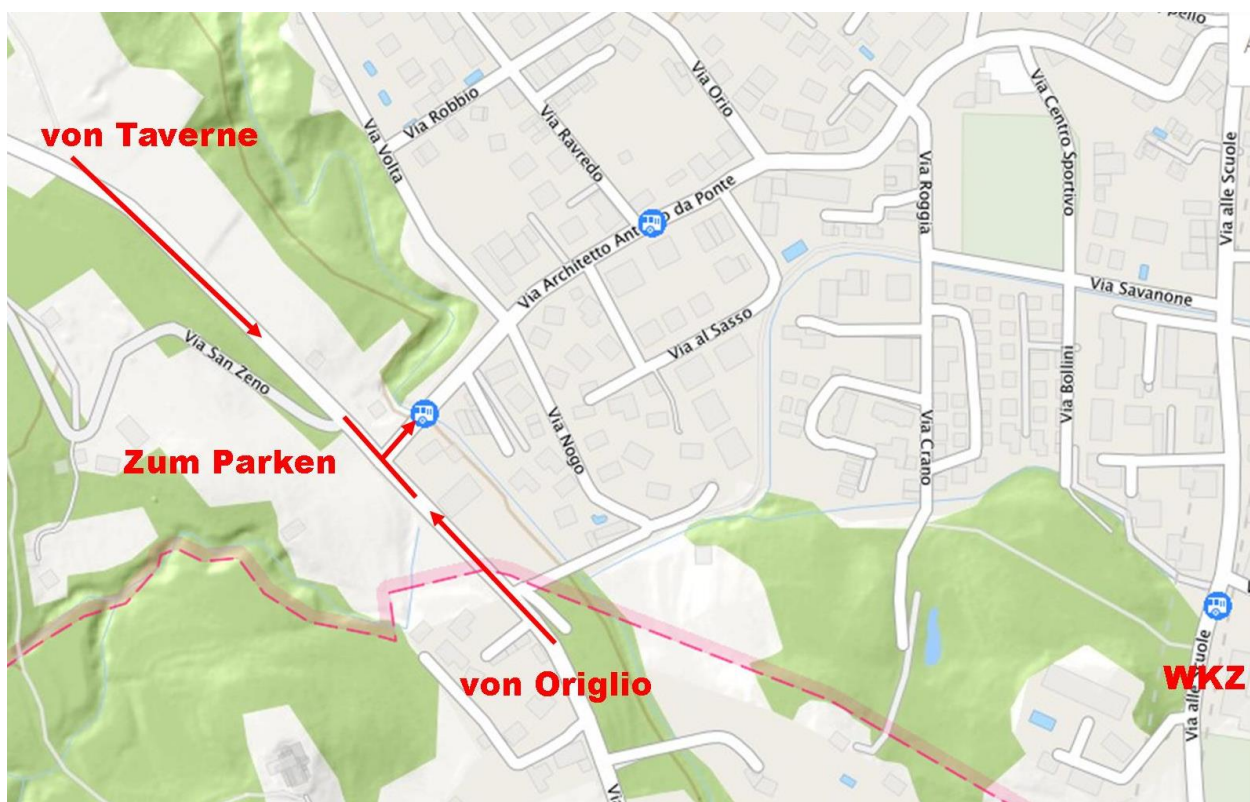 pello
A
Via Robbio
Via Volta
Via Ravredo
Via Orio
Via Centro Sportivo
Via alle Scuole
Via Roggia
von Taverne
Via Architetto Ant o da Ponte
Via Savanone
Via San Zeno
Via al Sasso
Via Bollini
Via Nogo
Via Crano
Zum Parken
von Origlio
WKZ
Via alle Scuole
Via